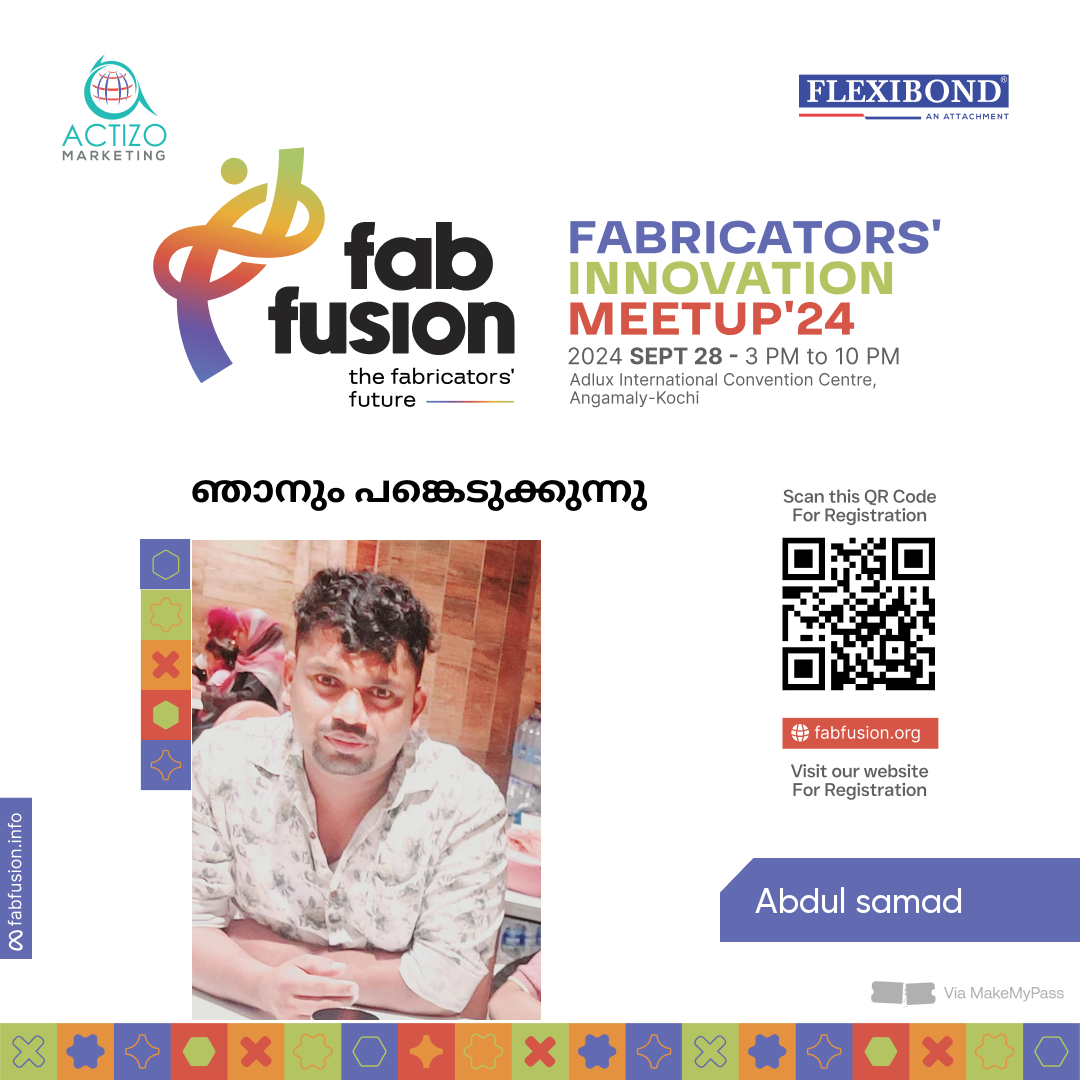 ACTIZO
MARKETING
FLEXIBOND®
AN ATTACHMENT
fab
fusion
the fabricators'
future
FABRICATORS'
INNOVATION
MEETUP'24
2024 SEPT 28 - 3 PM to 10 PM
Adlux International Convention Centre,
Angamaly-Kochi
ഞാനും പങ്കെടുക്കുന്നു
Scan this QR Code
For Registration
fabfusion.org
Visit our website
For Registration
fabfusion.info
Abdul samad
Via MakeMyPass